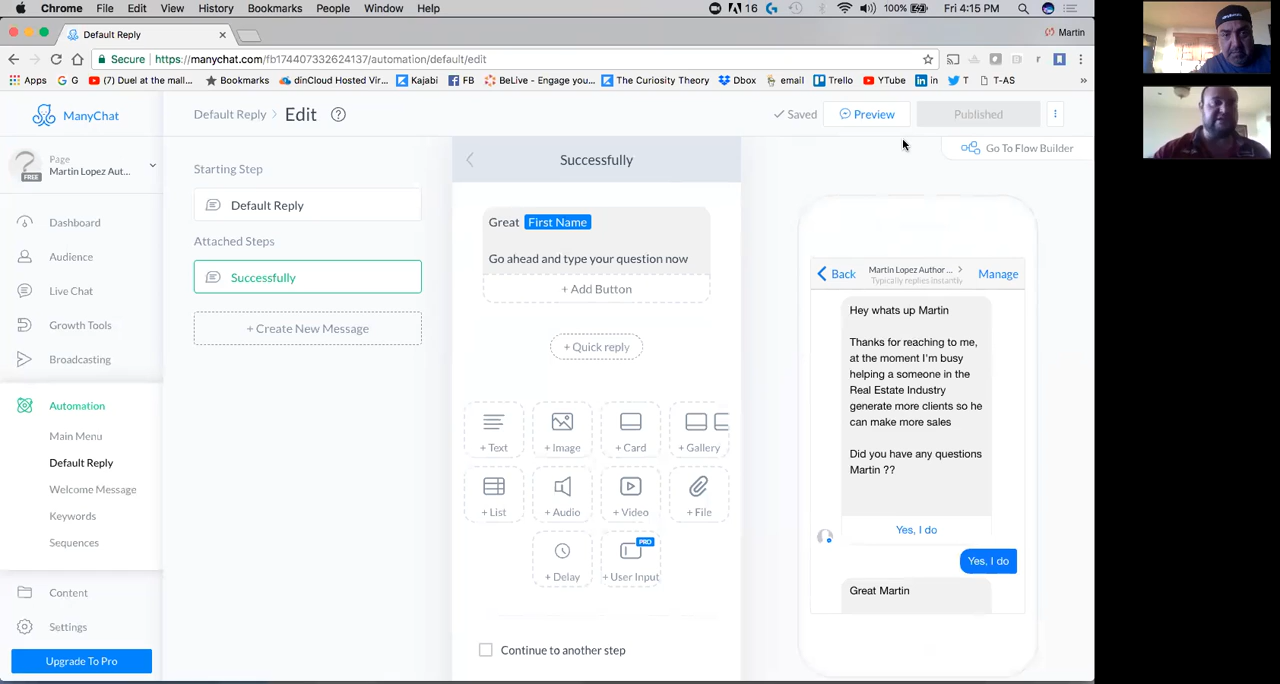 Chrome File Edit View History Bookmarks People Window Help 16 100% Fri 4:15 PM
Default Reply Martin
Secure https://manychat.com/fb174407332624137/automation/default/edit
Apps G G (7) Duel at the mall... Bookmarks dinCloud Hosted Vir... Kajabi FB BeLive - Engage you... The Curiosity Theory Dbox email Trello YTube in T T-AS »
ManyChat
Default Reply › Edit ?
Saved Preview Published
Go To Flow Builder
Page
Martin Lopez Aut...
FREE
Dashboard
Audience
Live Chat
Growth Tools
Broadcasting
Automation
Main Menu
Default Reply
Welcome Message
Keywords
Sequences
Content
Settings
Upgrade To Pro
Starting Step
Default Reply
Attached Steps
Successfully
+ Create New Message
Successfully
Great First Name
Go ahead and type your question now
+ Add Button
+ Quick reply
+ Text + Image + Card + Gallery
+ List + Audio + Video + File
PRO
+ Delay + User Input
Continue to another step
Back Martin Lopez Author ... Manage
Typically replies instantly
Hey whats up Martin
Thanks for reaching to me,
at the moment I'm busy
helping a someone in the
Real Estate Industry
generate more clients so he
can make more sales
Did you have any questions
Martin ??
Yes, I do
Yes, I do
Great Martin